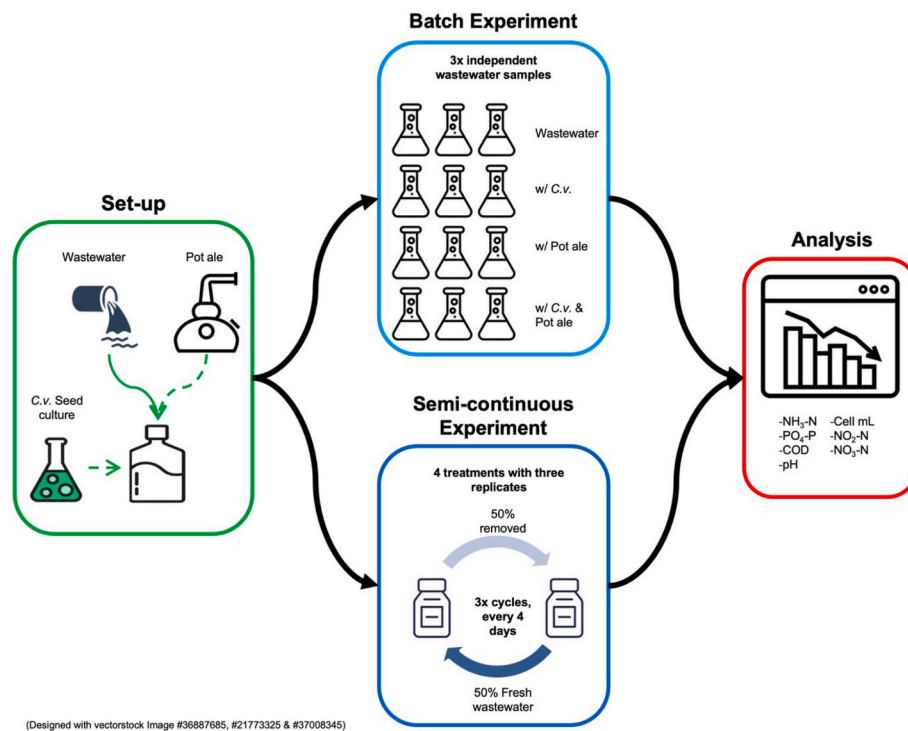 Batch Experiment
3x independent
wastewater samples
Wastewater
w/ C.v.
w/ Pot ale
w/ C.v. &
Pot ale
Set-up
Wastewater
Pot ale
C.v. Seed
culture
Semi-continuous
Experiment
4 treatments with three
replicates
50%
removed
3x cycles,
every 4
days
50% Fresh
wastewater
Analysis
-NH₃-N -Cell mL
-PO₄-P -NO₂-N
-COD -NO₃-N
-pH
(Designed with vectorstock Image #36887685, #21773325 & #37008345)